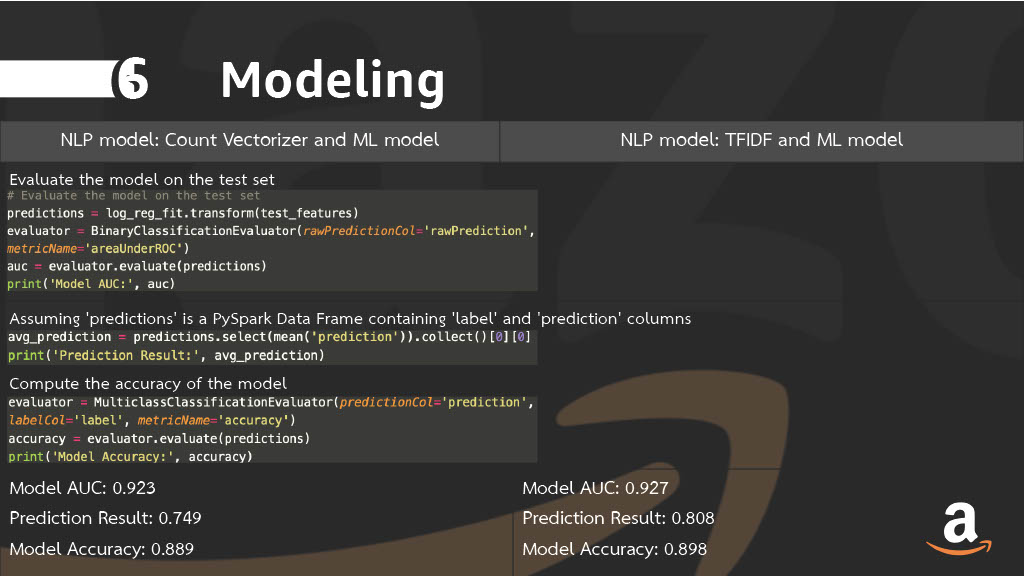 6 Modeling
NLP model: Count Vectorizer and ML model
NLP model: TFIDF and ML model
Evaluate the model on the test set
# Evaluate the model on the test set
predictions = log_reg_fit.transform(test_features)
evaluator = BinaryClassificationEvaluator(rawPredictionCol='rawPrediction',
metricName='areaUnderROC')
auc = evaluator.evaluate(predictions)
print('Model AUC:', auc)
Assuming 'predictions' is a PySpark Data Frame containing 'label' and 'prediction' columns
avg_prediction = predictions.select(mean('prediction')).collect()[0][0]
print('Prediction Result:', avg_prediction)
Compute the accuracy of the model
evaluator = MulticlassClassificationEvaluator(predictionCol='prediction',
labelCol='label', metricName='accuracy')
accuracy = evaluator.evaluate(predictions)
print('Model Accuracy:', accuracy)
Model AUC: 0.923
Prediction Result: 0.749
Model Accuracy: 0.889
Model AUC: 0.927
Prediction Result: 0.808
Model Accuracy: 0.898
a